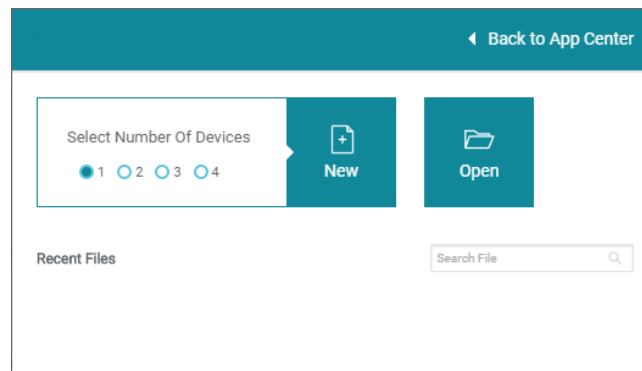 Back to App Center
Select Number Of Devices
1 2 3 4
New
Open
Recent Files
Search File